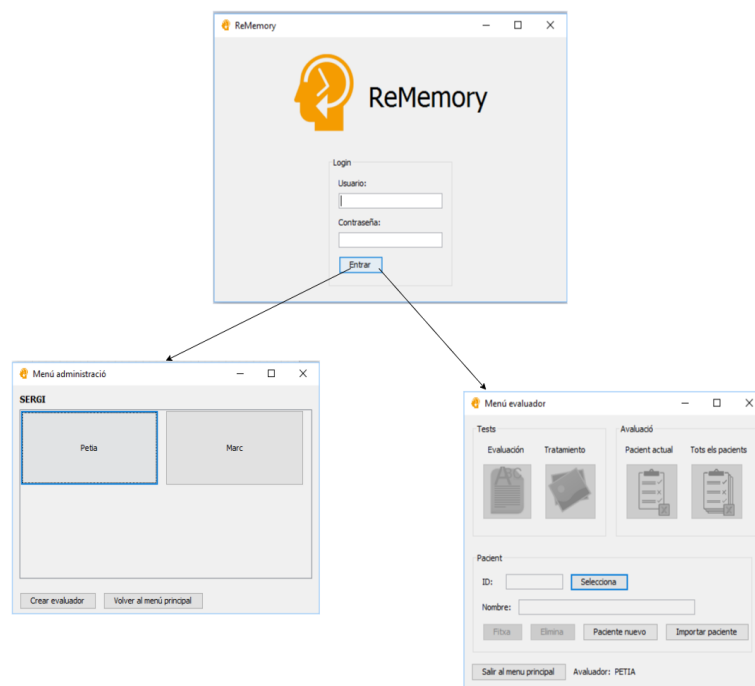 ReMemory
ReMemory
Login
Usuario:
Contraseña:
Entrar
Menú administració
SERGI
Petia Marc
Crear evaluador Volver al menú principal
Menú evaluador
Tests Avaluació
Evaluación Tratamiento Pacient actual Tots els pacients
ABC
Pacient
ID: Selecciona
Nombre:
Fitxa Elimina Paciente nuevo Importar paciente
Salir al menu principal Avaluador: PETIA